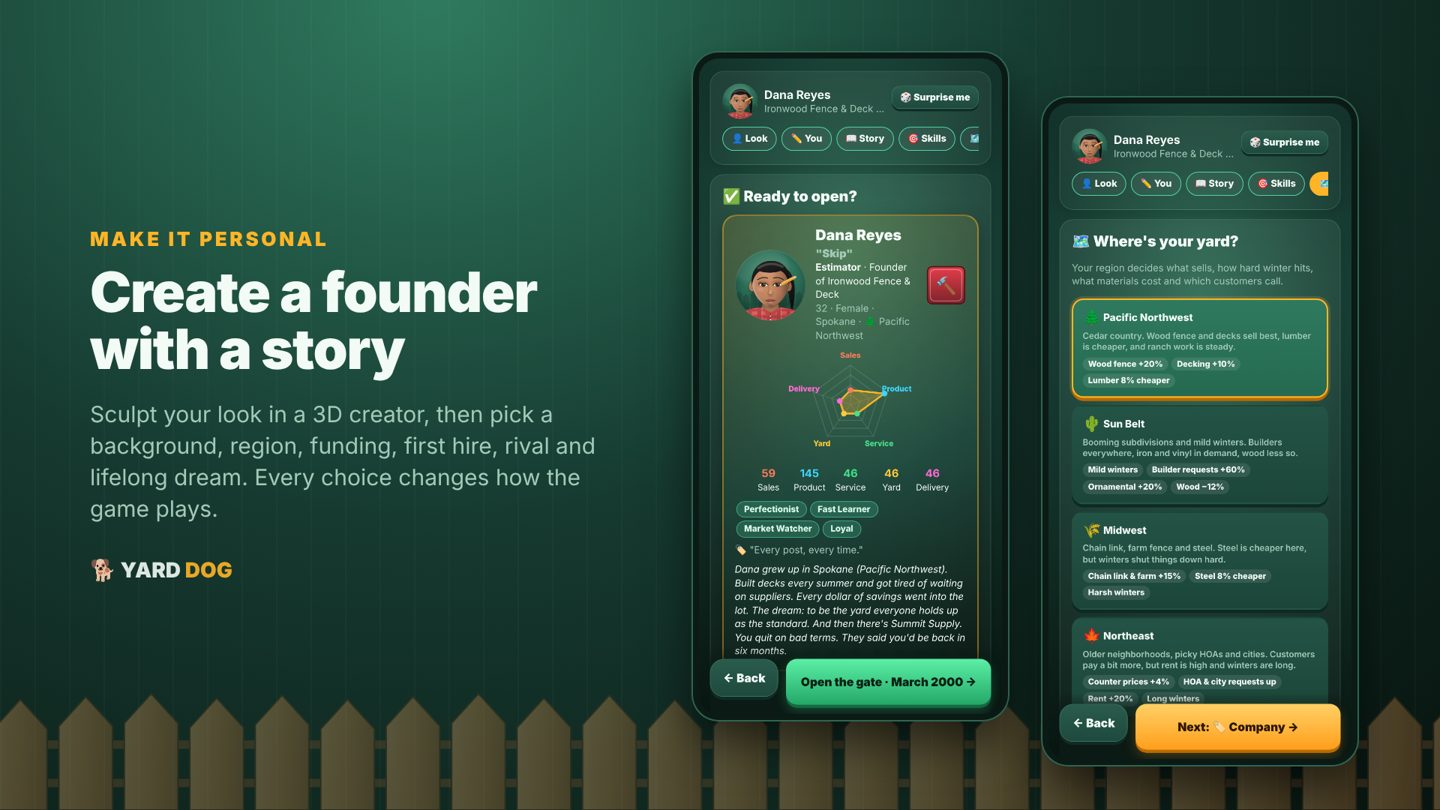 MAKE IT PERSONAL
Create a founder
with a story
Sculpt your look in a 3D creator, then pick a
background, region, funding, first hire, rival and
lifelong dream. Every choice changes how the
game plays.
YARD DOG
Dana Reyes
Ironwood Fence & Deck ...
Surprise me
Look
You
Story
Skills
Ready to open?
Dana Reyes
"Skip"
Estimator · Founder
of Ironwood Fence &
Deck
32 · Female ·
Spokane · Pacific
Northwest
Sales
Delivery
Product
Yard
Service
59 145 46 46 46
Sales Product Service Yard Delivery
Perfectionist Fast Learner
Market Watcher Loyal
"Every post, every time."
Dana grew up in Spokane (Pacific Northwest).
Built decks every summer and got tired of waiting
on suppliers. Every dollar of savings went into the
lot. The dream: to be the yard everyone holds up
as the standard. And then there's Summit Supply.
You quit on bad terms. They said you'd be back in
six months.
← Back
Open the gate · March 2000 →
Dana Reyes
Ironwood Fence & Deck ...
Surprise me
Look
You
Story
Skills
Where's your yard?
Your region decides what sells, how hard winter hits,
what materials cost and which customers call.
Pacific Northwest
Cedar country. Wood fence and decks sell best, lumber
is cheaper, and ranch work is steady.
Wood fence +20% Decking +10%
Lumber 8% cheaper
Sun Belt
Booming subdivisions and mild winters. Builders
everywhere, iron and vinyl in demand, wood less so.
Mild winters Builder requests +60%
Ornamental +20% Wood −12%
Midwest
Chain link, farm fence and steel. Steel is cheaper here,
but winters shut things down hard.
Chain link & farm +15% Steel 8% cheaper
Harsh winters
Northeast
Older neighborhoods, picky HOAs and cities. Customers
pay a bit more, but rent is high and winters are long.
Counter prices +4% HOA & city requests up
Rent +20% Long winters
← Back
Next: Company →